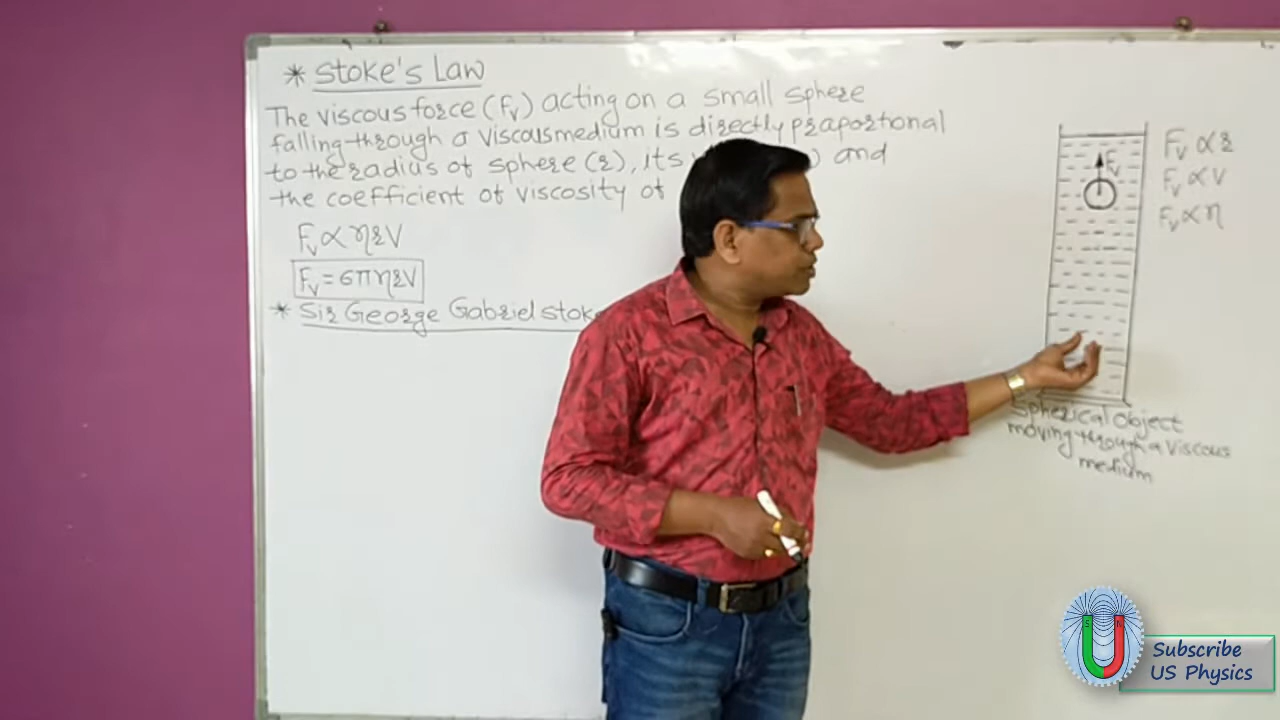 * Stoke's Law
The viscous force (Fv) acting on a small sphere
falling through a viscous medium is directly praportonal
to the radius of sphere (r), its ) and
the coefficient of viscosity of
Fv ∝ ηrV
Fv = 6πηrV
* Sir George Gabriel Stok
Fv
Fv ∝ r
Fv ∝ v
Fv ∝ η
Spherical object
moving through a viscous
medium
S N
Subscribe
US Physics